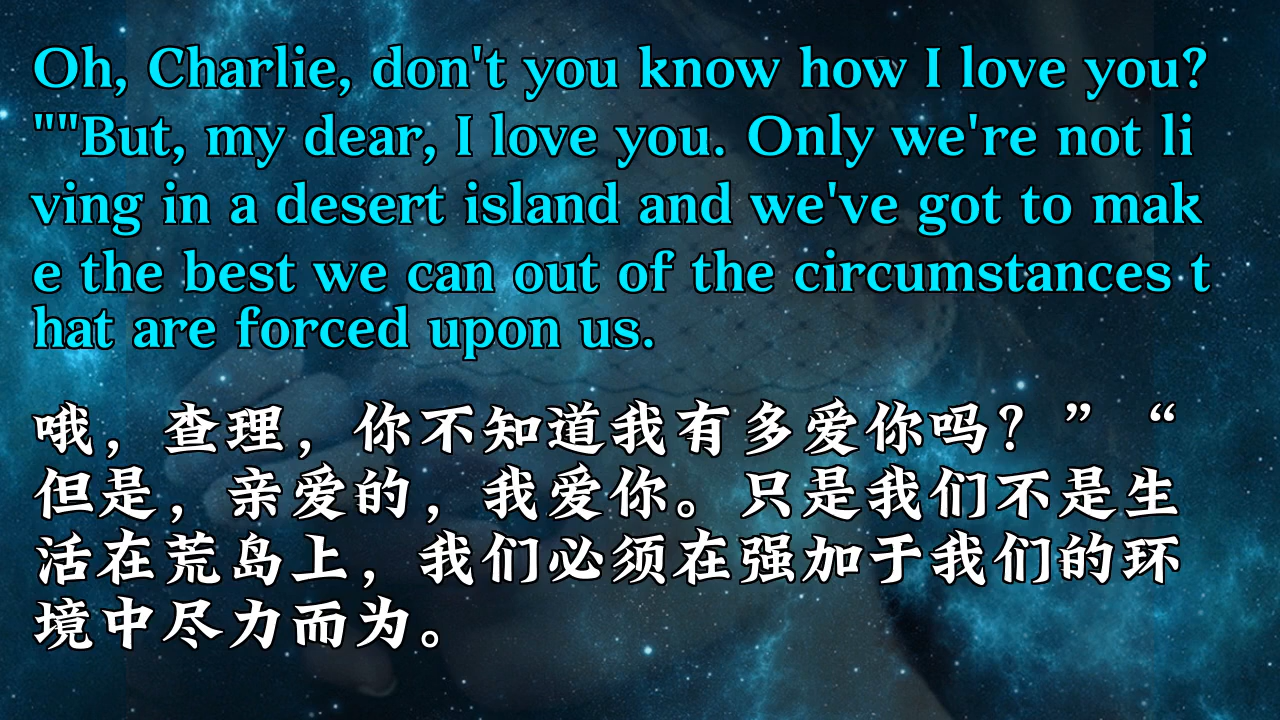 Oh, Charlie, don't you know how I love you?
""But, my dear, I love you. Only we're not li
ving in a desert island and we've got to mak
e the best we can out of the circumstances t
hat are forced upon us.
哦，查理，你不知道我有多爱你吗？”“
但是，亲爱的，我爱你。只是我们不是生
活在荒岛上，我们必须在强加于我们的环
境中尽力而为。